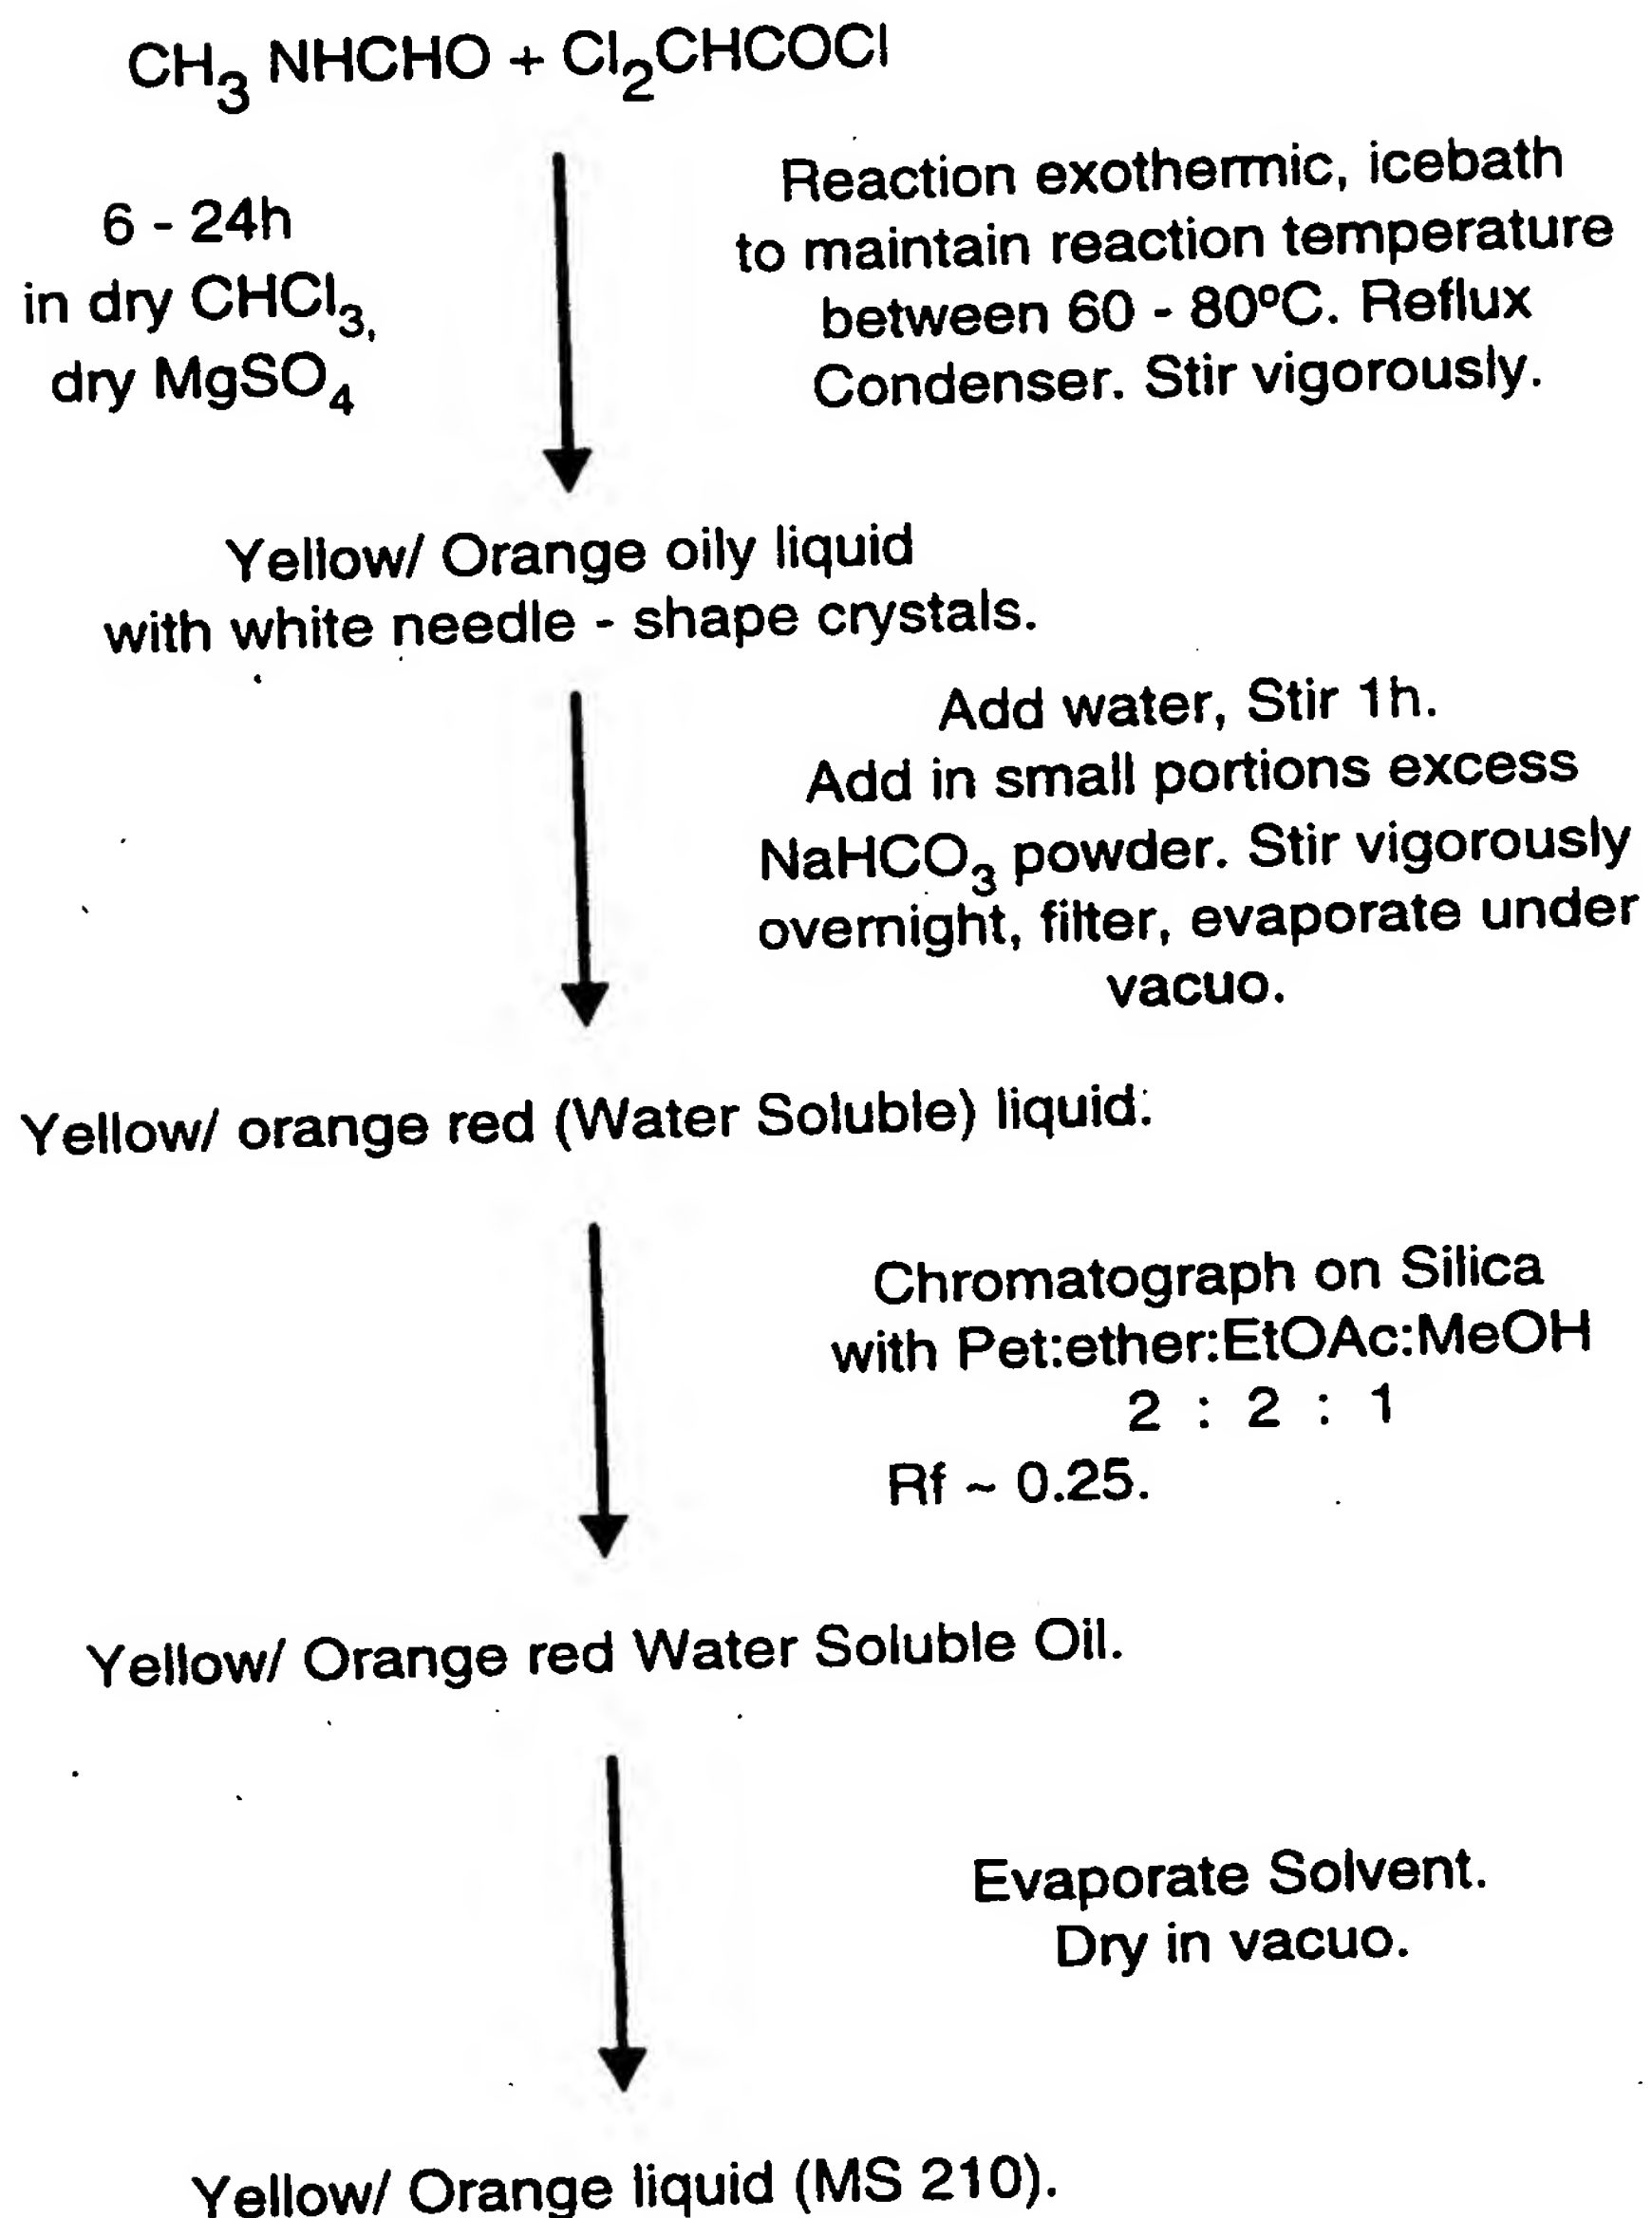 CH₃ NHCHO + Cl₂CHCOCl
6 - 24h
in dry CHCl₃,
dry MgSO₄
Reaction exothermic, icebath
to maintain reaction temperature
between 60 - 80ºC. Reflux
Condenser. Stir vigorously.
Yellow/ Orange oily liquid
with white needle - shape crystals.
Add water, Stir 1h.
Add in small portions excess
NaHCO₃ powder. Stir vigorously
overnight, filter, evaporate under
vacuo.
Yellow/ orange red (Water Soluble) liquid.
Chromatograph on Silica
with Pet:ether:EtOAc:MeOH
2 : 2 : 1
Rf ~ 0.25.
Yellow/ Orange red Water Soluble Oil.
Evaporate Solvent.
Dry in vacuo.
Yellow/ Orange liquid (MS 210).